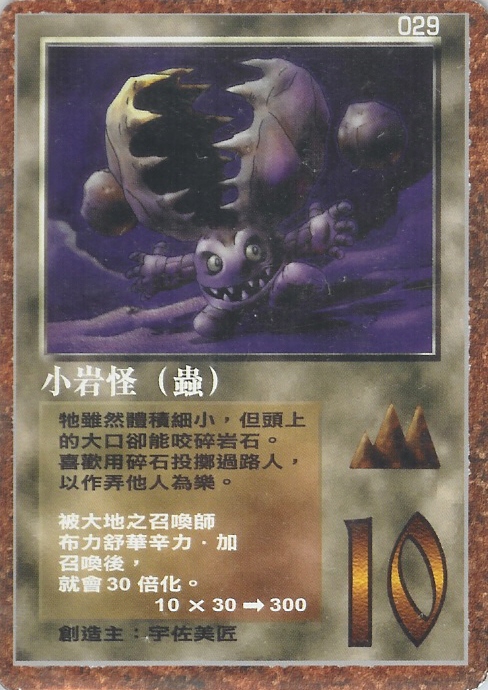 029
小岩怪（蟲）
牠雖然體積細小，但頭上
的大口卻能咬碎岩石。
喜歡用碎石投擲過路人，
以作弄他人為樂。
被大地之召喚師
布力舒華辛力·加
召喚後，
就會30倍化。
10 × 30 ➡ 300
10
創造主：宇佐美匠